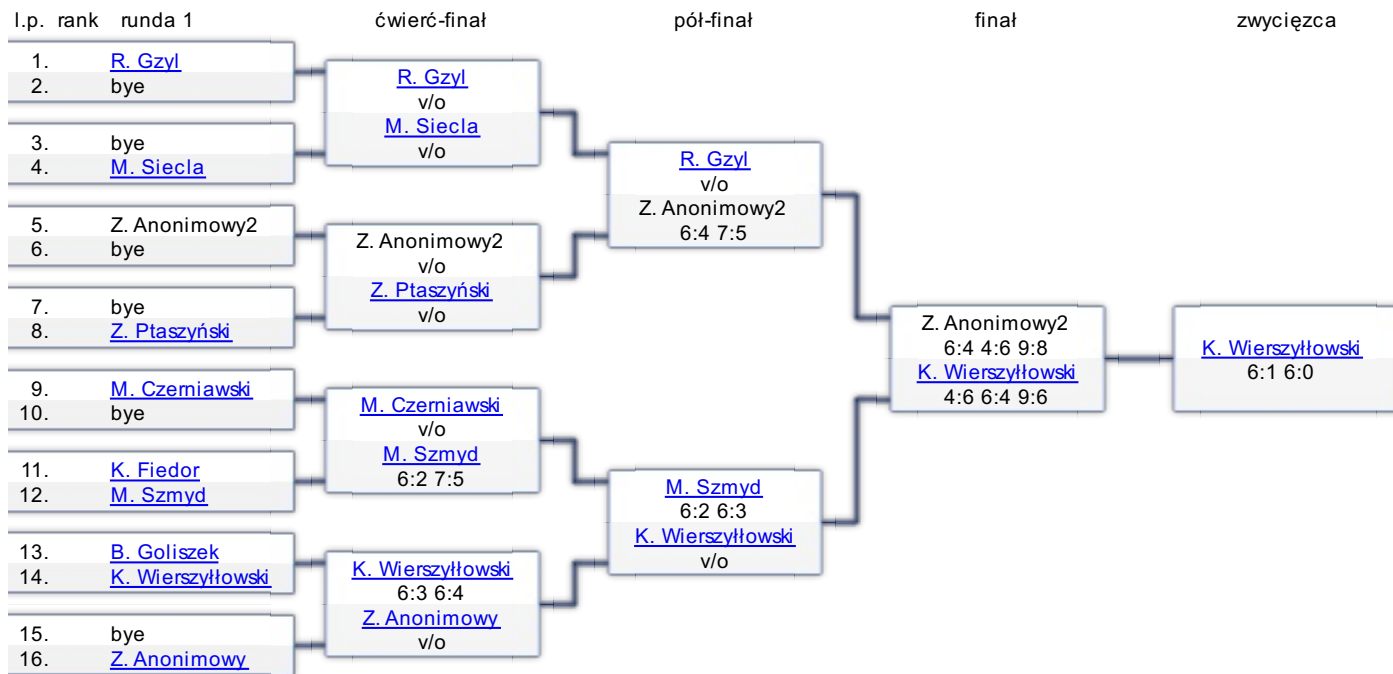 l.p. rank runda 1 ćwierć-finał pół-finał finał zwycięzca
1. R. Gzyl
2. bye
3. bye
4. M. Siecla
5. Z. Anonimowy2
6. bye
7. bye
8. Z. Ptaszyński
9. M. Czerniawski
10. bye
11. K. Fiedor
12. M. Szmyd
13. B. Goliszek
14. K. Wierszyłłowski
15. bye
16. Z. Anonimowy
R. Gzyl
v/o
M. Siecla
v/o
Z. Anonimowy2
v/o
Z. Ptaszyński
v/o
M. Czerniawski
v/o
M. Szmyd
6:2 7:5
K. Wierszyłłowski
6:3 6:4
Z. Anonimowy
v/o
R. Gzyl
v/o
Z. Anonimowy2
6:4 7:5
M. Szmyd
6:2 6:3
K. Wierszyłłowski
v/o
Z. Anonimowy2
6:4 4:6 9:8
K. Wierszyłłowski
4:6 6:4 9:6
K. Wierszyłłowski
6:1 6:0